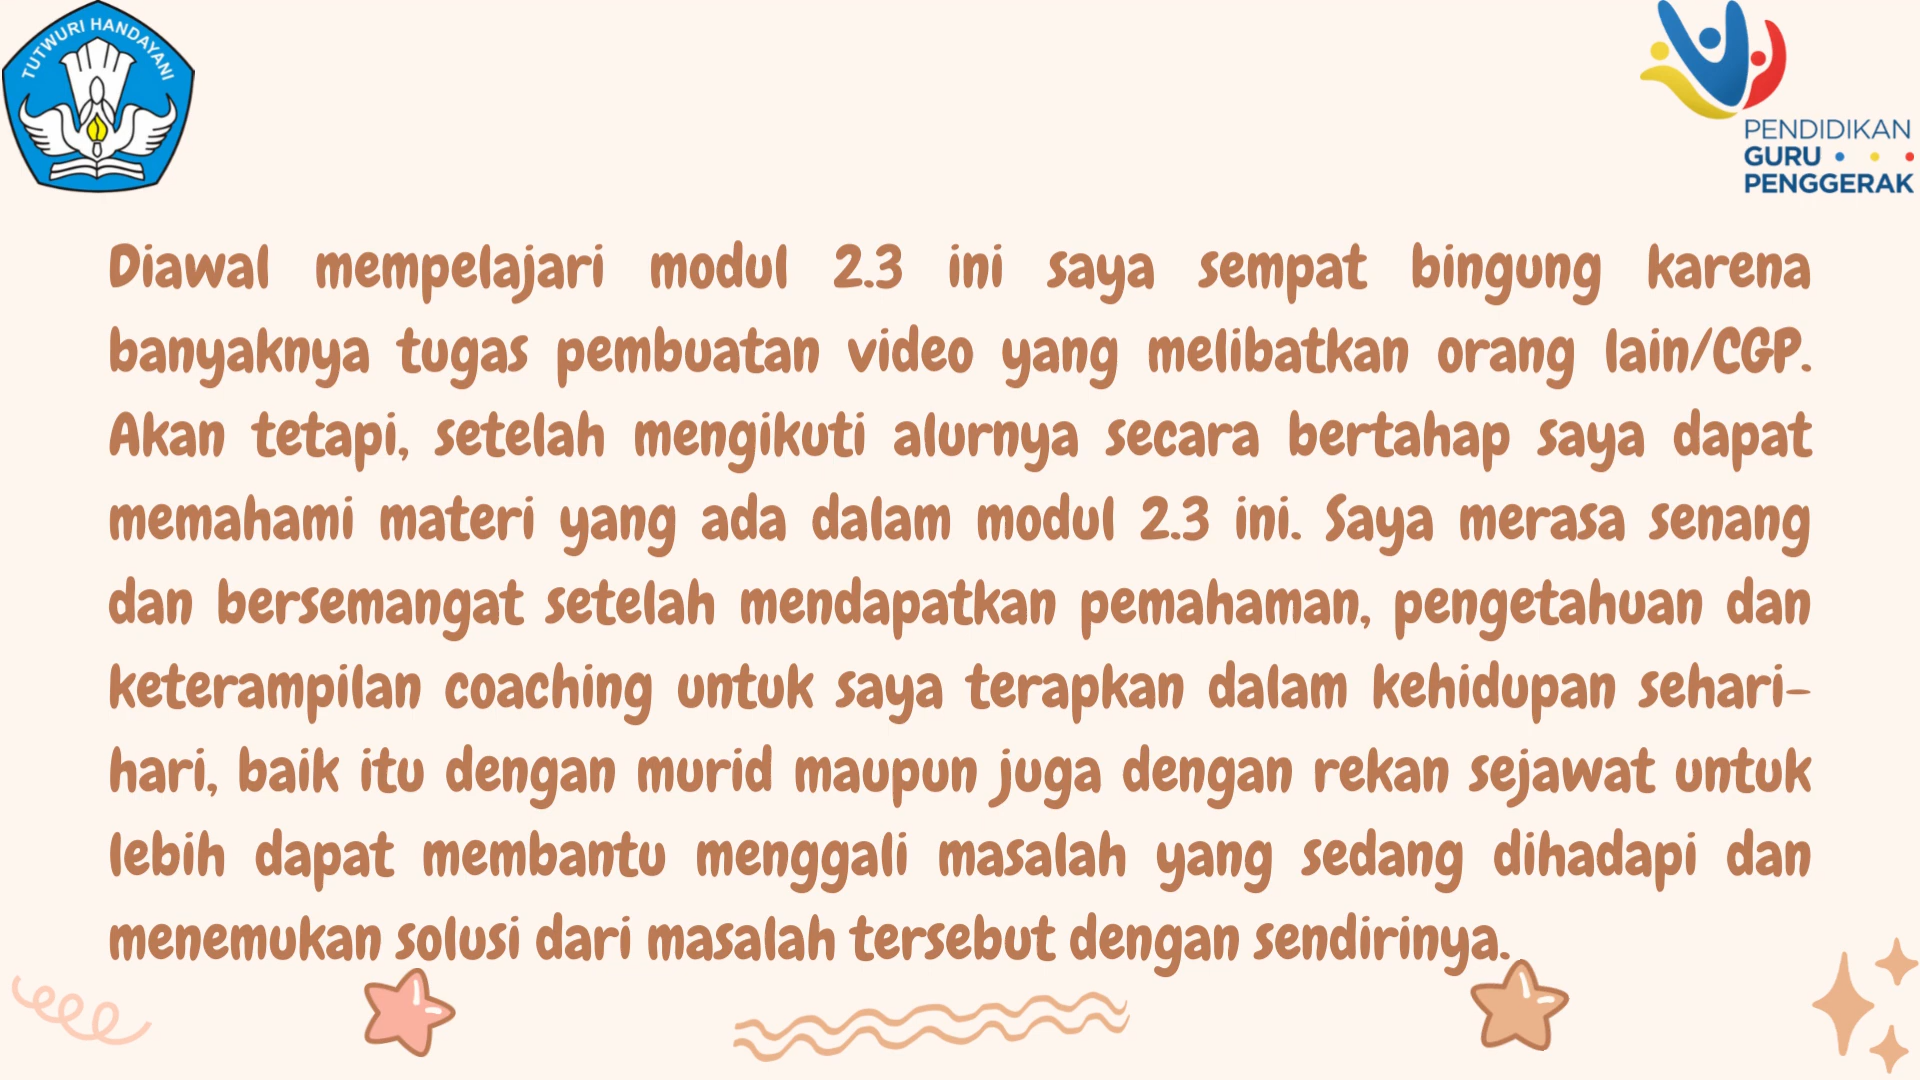 TUTWURI HANDAYANI
PENDIDIKAN
GURU
PENGGERAK
Diawal mempelajari modul 2.3 ini saya sempat bingung karena
banyaknya tugas pembuatan video yang melibatkan orang lain/CGP.
Akan tetapi, setelah mengikuti alurnya secara bertahap saya dapat
memahami materi yang ada dalam modul 2.3 ini. Saya merasa senang
dan bersemangat setelah mendapatkan pemahaman, pengetahuan dan
keterampilan coaching untuk saya terapkan dalam kehidupan sehari-
hari, baik itu dengan murid maupun juga dengan rekan sejawat untuk
lebih dapat membantu menggali masalah yang sedang dihadapi dan
menemukan solusi dari masalah tersebut dengan sendirinya.